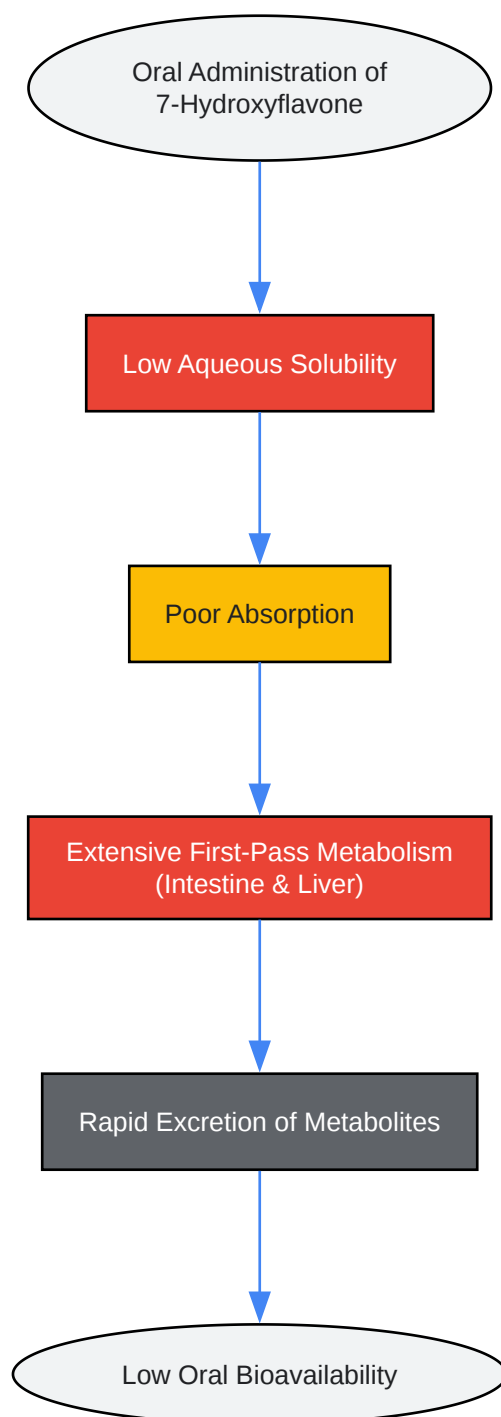 Oral Administration of
7-Hydroxyflavone
Low Aqueous Solubility
Poor Absorption
Extensive First-Pass Metabolism
(Intestine & Liver)
Rapid Excretion of Metabolites
Low Oral Bioavailability